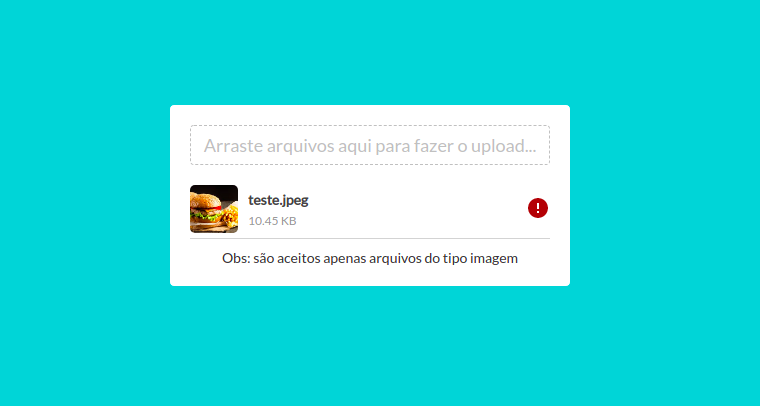 Arraste arquivos aqui para fazer o upload...
teste.jpeg
10.45 KB
Obs: são aceitos apenas arquivos do tipo imagem